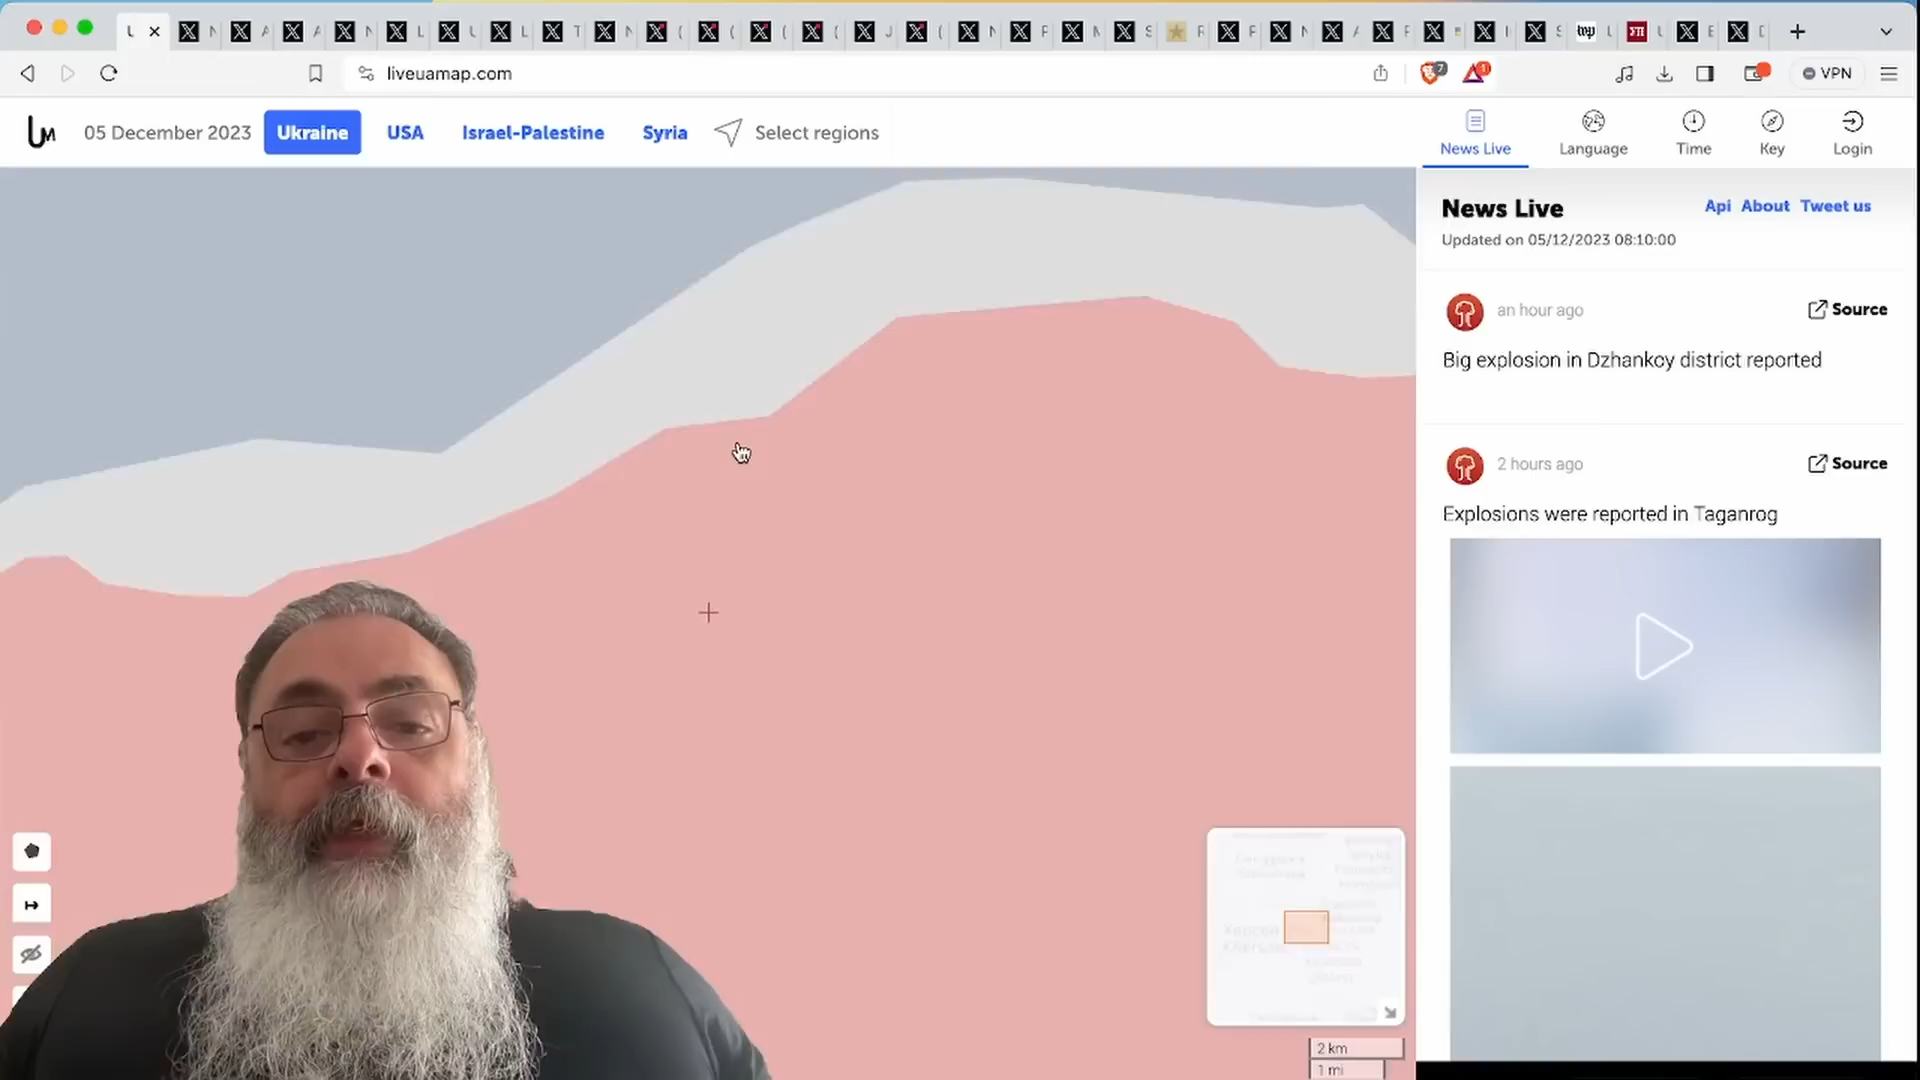 liveuamap.com
7
1
VPN
05 December 2023
Ukraine
USA
Israel-Palestine
Syria
Select regions
News Live
Language
Time
Key
Login
News Live
Api
About
Tweet us
Updated on 05/12/2023 08:10:00
an hour ago
Source
Big explosion in Dzhankoy district reported
2 hours ago
Source
Explosions were reported in Taganrog
2 km
1 mi